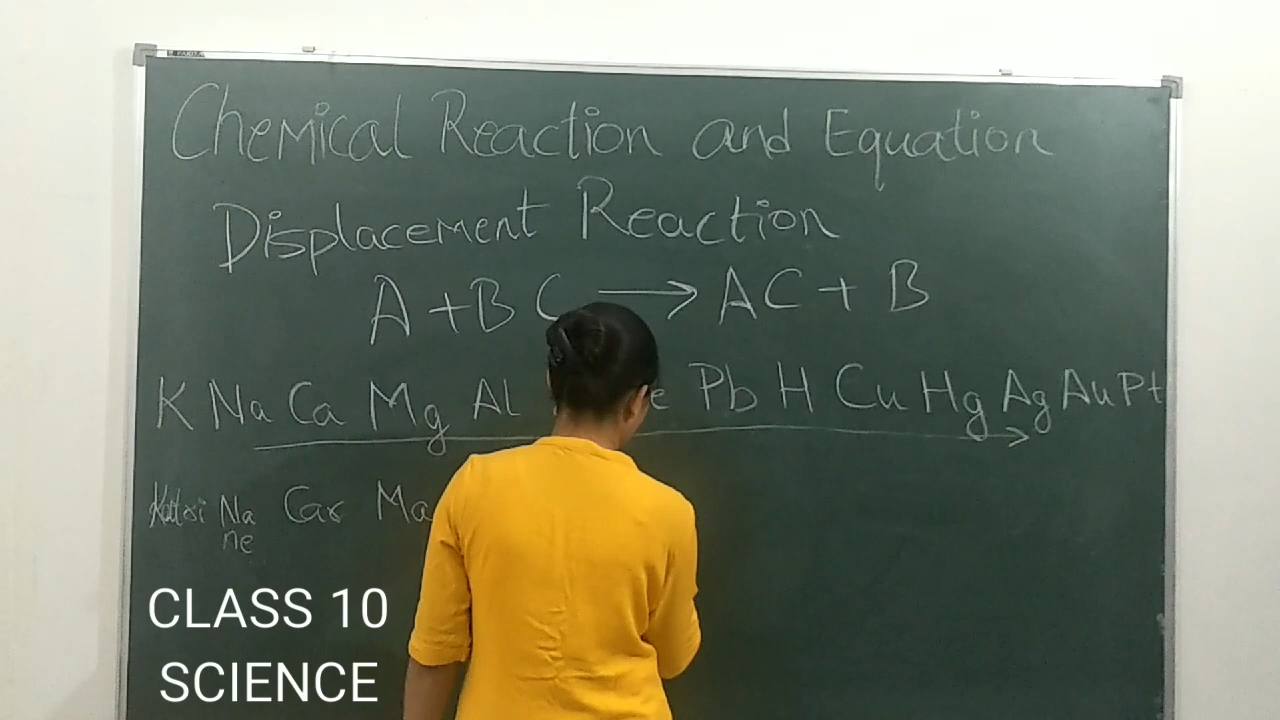 Chemical Reaction and Equation
Displacement Reaction
A + B C → AC + B
K Na Ca Mg Al e Pb H Cu Hg Ag Au Pt
Na Car Ma
ne
CLASS 10
SCIENCE